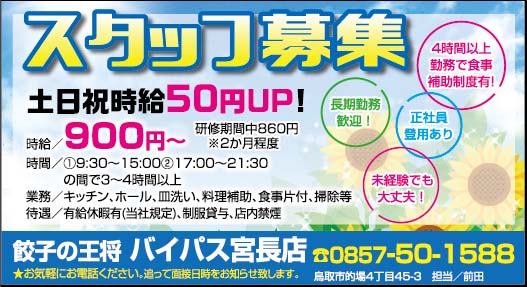 スタッフ募集
4時間以上
勤務で食事
補助制度有!
土日祝時給50円UP!
長期勤務
歓迎!
正社員
登用あり
時給/900円〜 研修期間中860円
※2か月程度
未経験でも
大丈夫!
時間/①9:30〜15:00②17:00〜21:30
の間で3〜4時間以上
業務/キッチン、ホール、皿洗い、料理補助、食事片付、掃除等
待遇/有給休暇有(当社規定)、制服貸与、店内禁煙
餃子の王将 バイパス宮長店 ☎0857-50-1588
★お気軽にお電話ください。追って面接日時をお知らせ致します。 鳥取市的場4丁目45-3 担当/前田